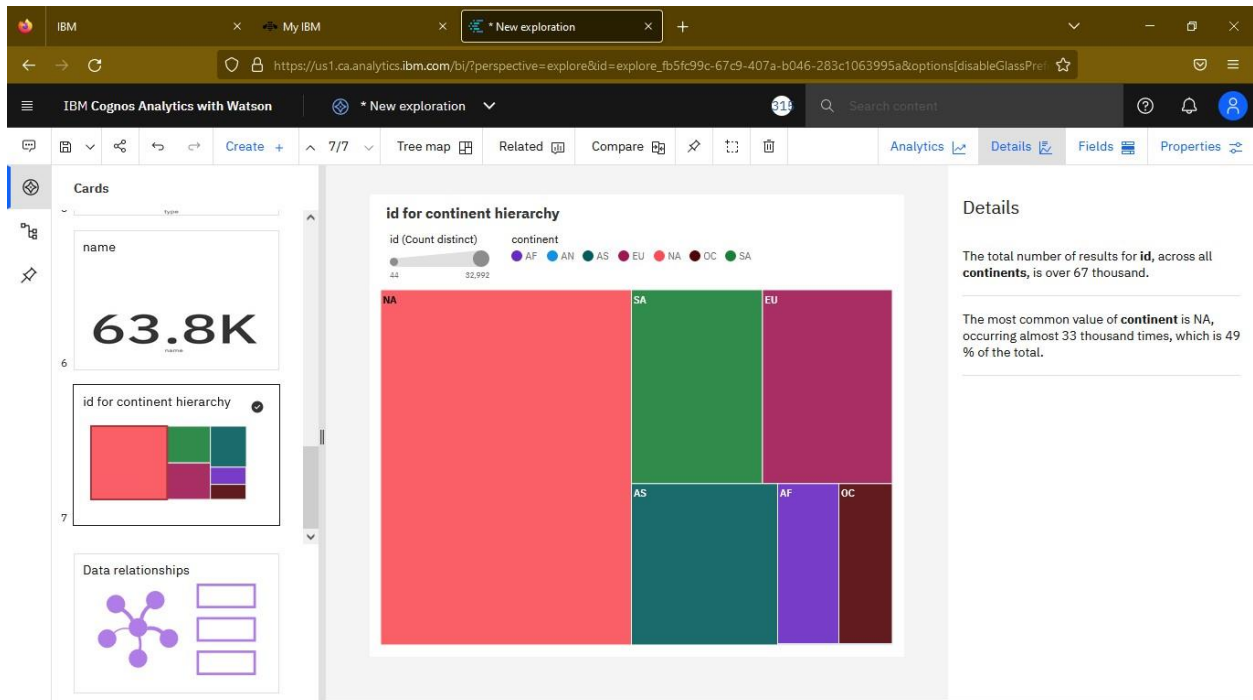 IBM
My IBM
* New exploration
https://us1.ca.analytics.ibm.com/bi/?perspective=explore&id=explore_fb5fc99c-67c9-407a-b046-283c1063995a&options[disableGlassPref
IBM Cognos Analytics with Watson
* New exploration
Search content
Create +
7/7
Tree map
Related
Compare
Analytics
Details
Fields
Properties
Cards
type
name
63.8K
name
6
id for continent hierarchy
7
Data relationships
id for continent hierarchy
id (Count distinct)
continent
44
32,992
AF
AN
AS
EU
NA
OC
SA
NA
SA
EU
AS
AF
OC
Details
The total number of results for id, across all
continents, is over 67 thousand.
The most common value of continent is NA,
occurring almost 33 thousand times, which is 49
% of the total.